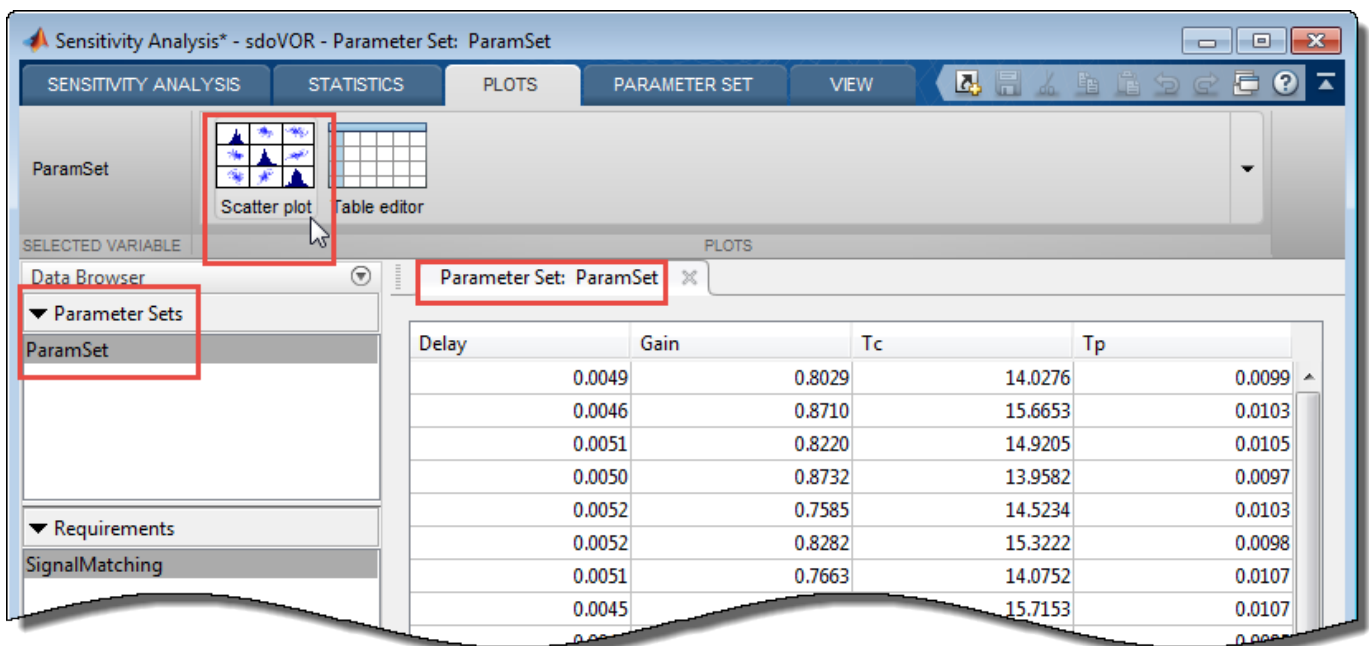 Sensitivity Analysis* - sdoVOR - Parameter Set: ParamSet
SENSITIVITY ANALYSIS STATISTICS PLOTS PARAMETER SET VIEW
ParamSet
Scatter plot Table editor
SELECTED VARIABLE PLOTS
Data Browser
Parameter Sets
ParamSet
Requirements
SignalMatching
Parameter Set: ParamSet
Delay Gain Tc Tp
0.0049 0.8029 14.0276 0.0099
0.0046 0.8710 15.6653 0.0103
0.0051 0.8220 14.9205 0.0105
0.0050 0.8732 13.9582 0.0097
0.0052 0.7585 14.5234 0.0103
0.0052 0.8282 15.3222 0.0098
0.0051 0.7663 14.0752 0.0107
0.0045 15.7153 0.0107